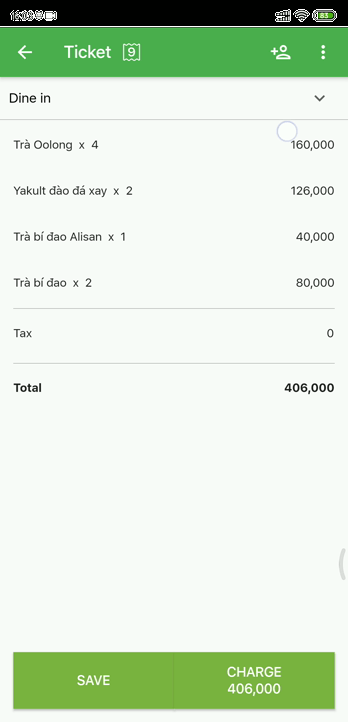 Ticket 9
Dine in
Trà Oolong x 4 160,000
Yakult đào đá xay x 2 126,000
Trà bí đao Alisan x 1 40,000
Trà bí đao x 2 80,000
Tax 0
Total 406,000
SAVE
CHARGE
406,000